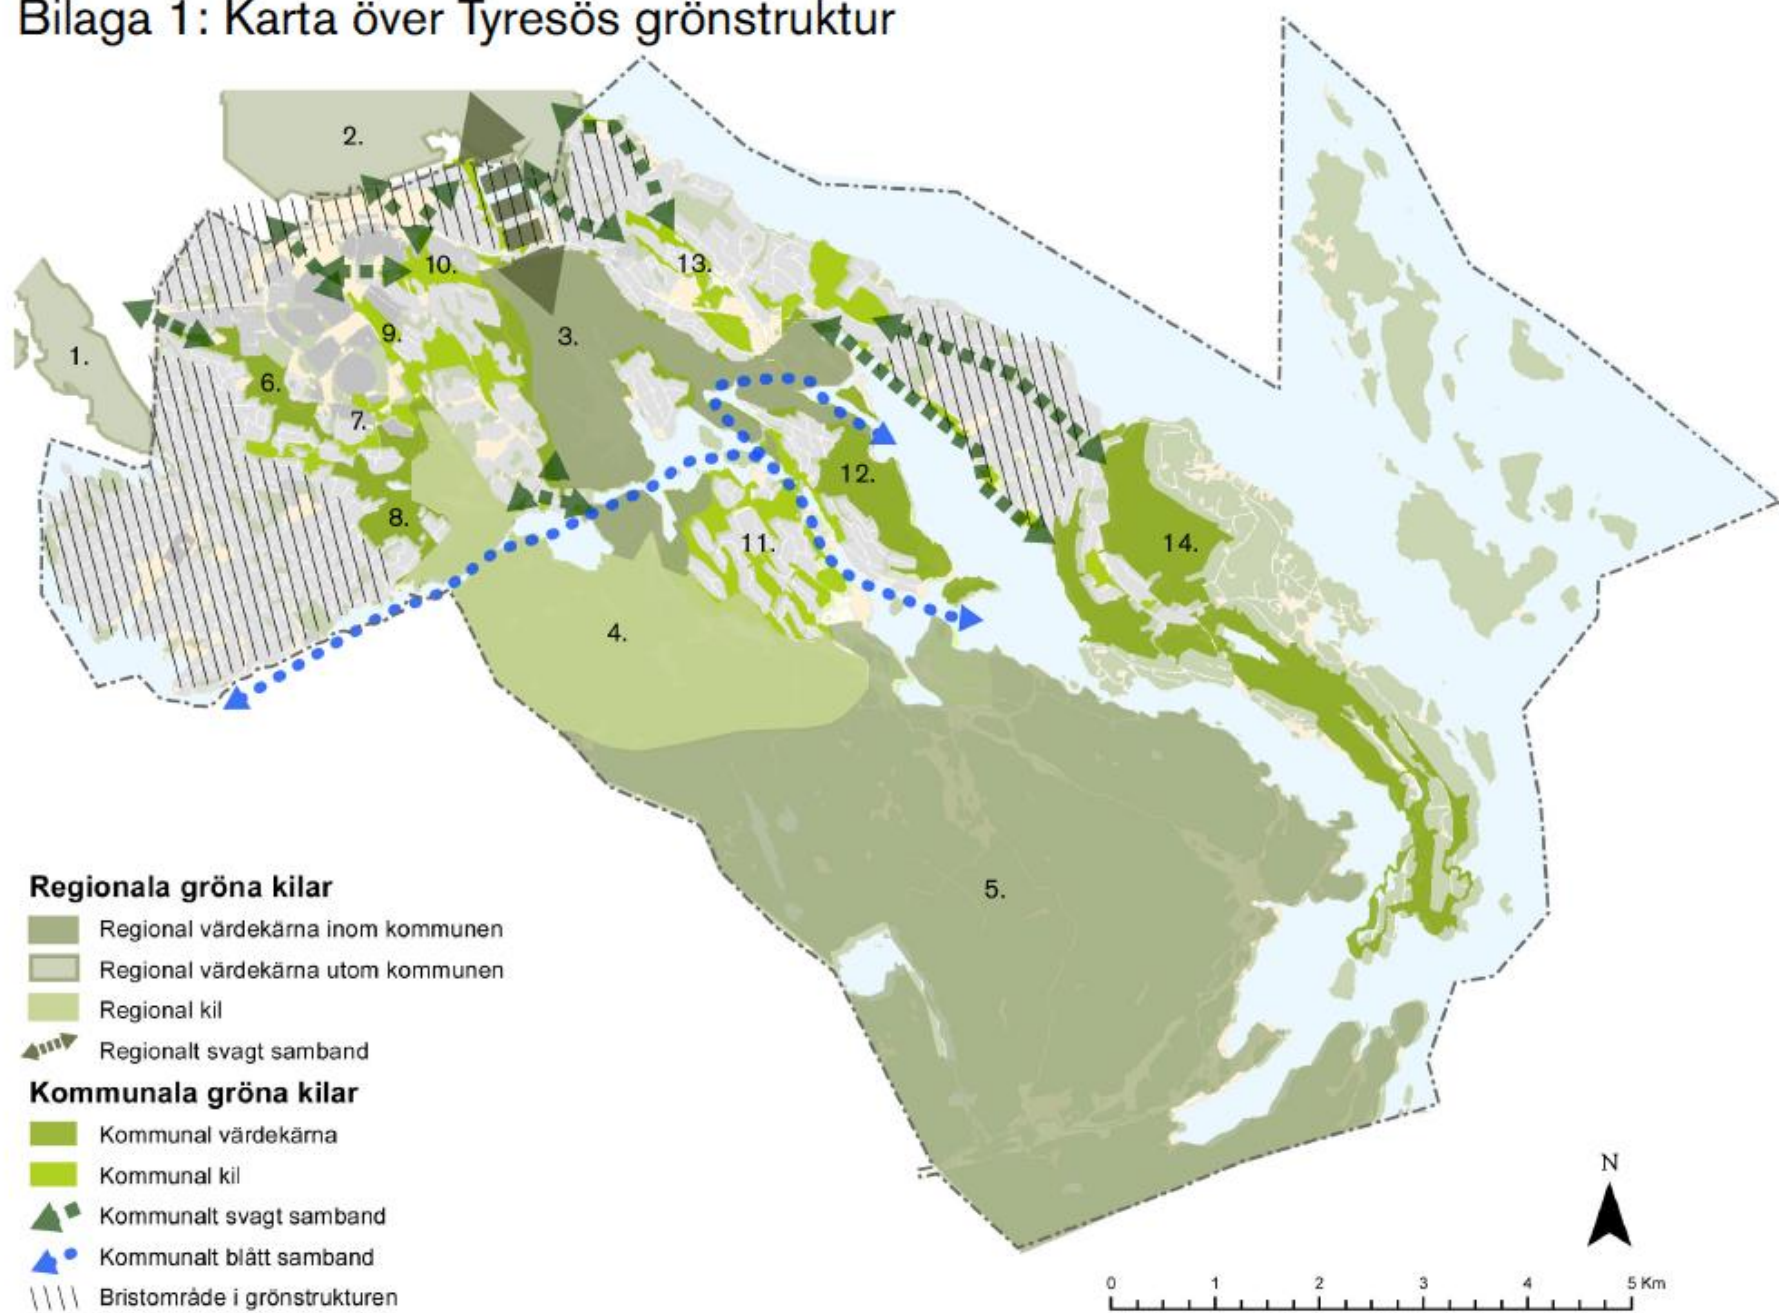 Bilaga 1: Karta över Tyresös grönstruktur
2.
10.
13.
3.
9.
1.
6.
7.
12.
8.
11.
14.
4.
5.
Regionala gröna kilar
Regional värdekärna inom kommunen
Regional värdekärna utom kommunen
Regional kil
Regionalt svagt samband
Kommunala gröna kilar
Kommunal värdekärna
Kommunal kil
Kommunalt svagt samband
Kommunalt blått samband
Bristområde i grönstrukturen
N
0 1 2 3 4 5 Km